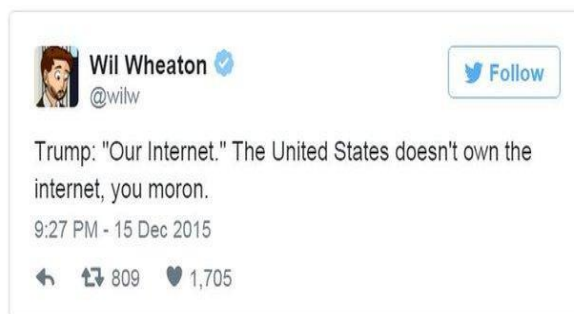 Wil Wheaton
Follow
@wilw
Trump: "Our Internet." The United States doesn't own the
internet, you moron.
9:27 PM - 15 Dec 2015
809 1,705